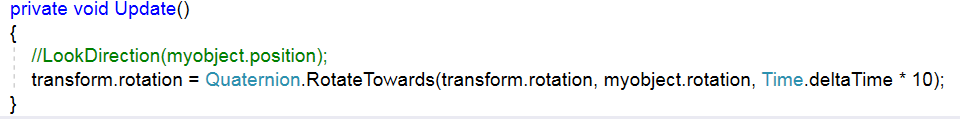 private void Update()
{
//LookDirection(myobject.position);
transform.rotation = Quaternion.RotateTowards(transform.rotation, myobject.rotation, Time.deltaTime * 10);
}